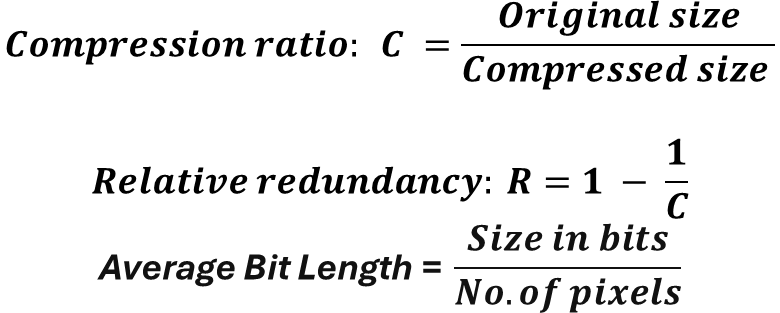 Compression ratio: C = Original size / Compressed size
Relative redundancy: R = 1 − 1 / C
Average Bit Length = Size in bits / No. of pixels